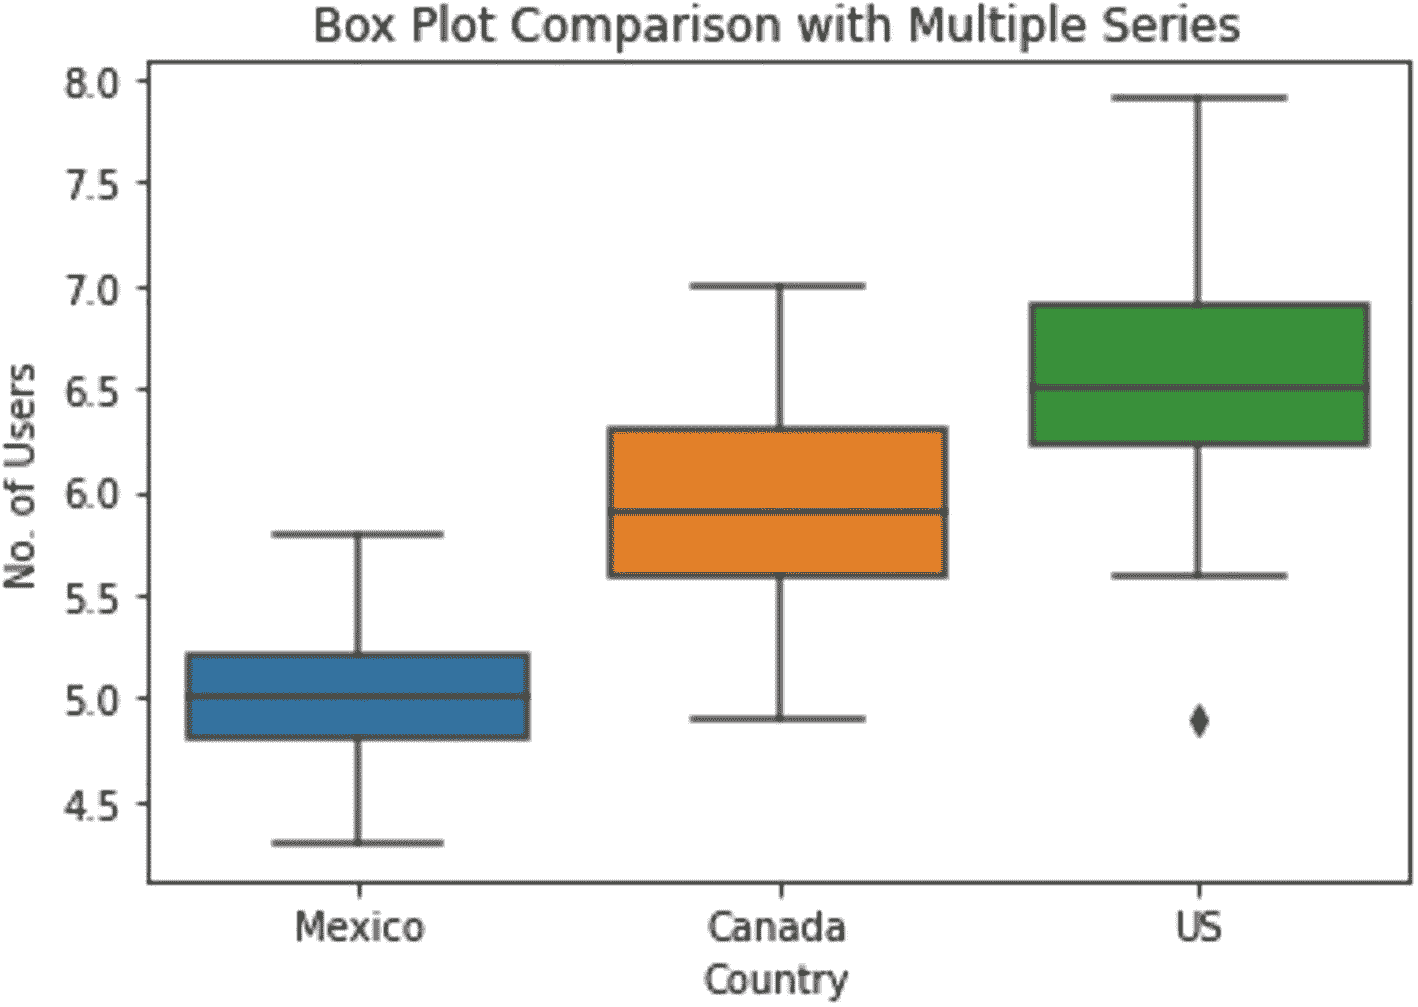 Box Plot Comparison with Multiple Series
8.0
7.5
7.0
6.5
6.0
5.5
5.0
4.5
No. of Users
Mexico
Canada
US
Country